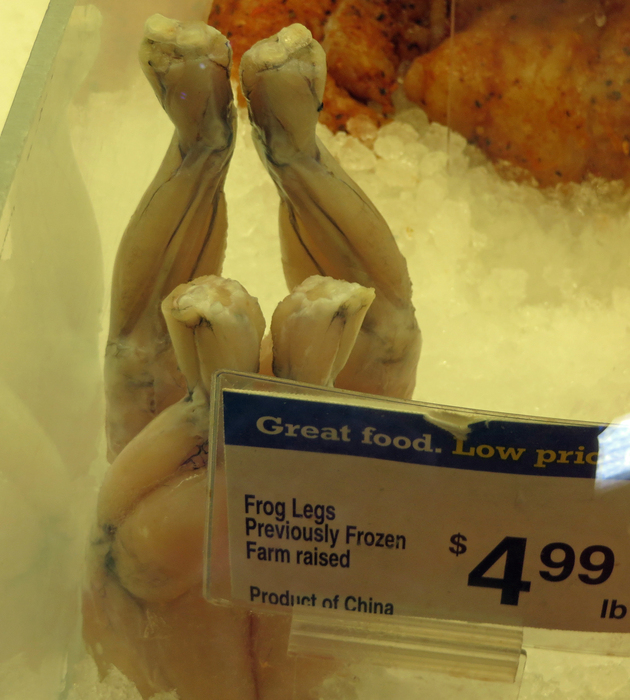 Great food. Low pric
Frog Legs
Previously Frozen
Farm raised
$4.99
lb
Product of China